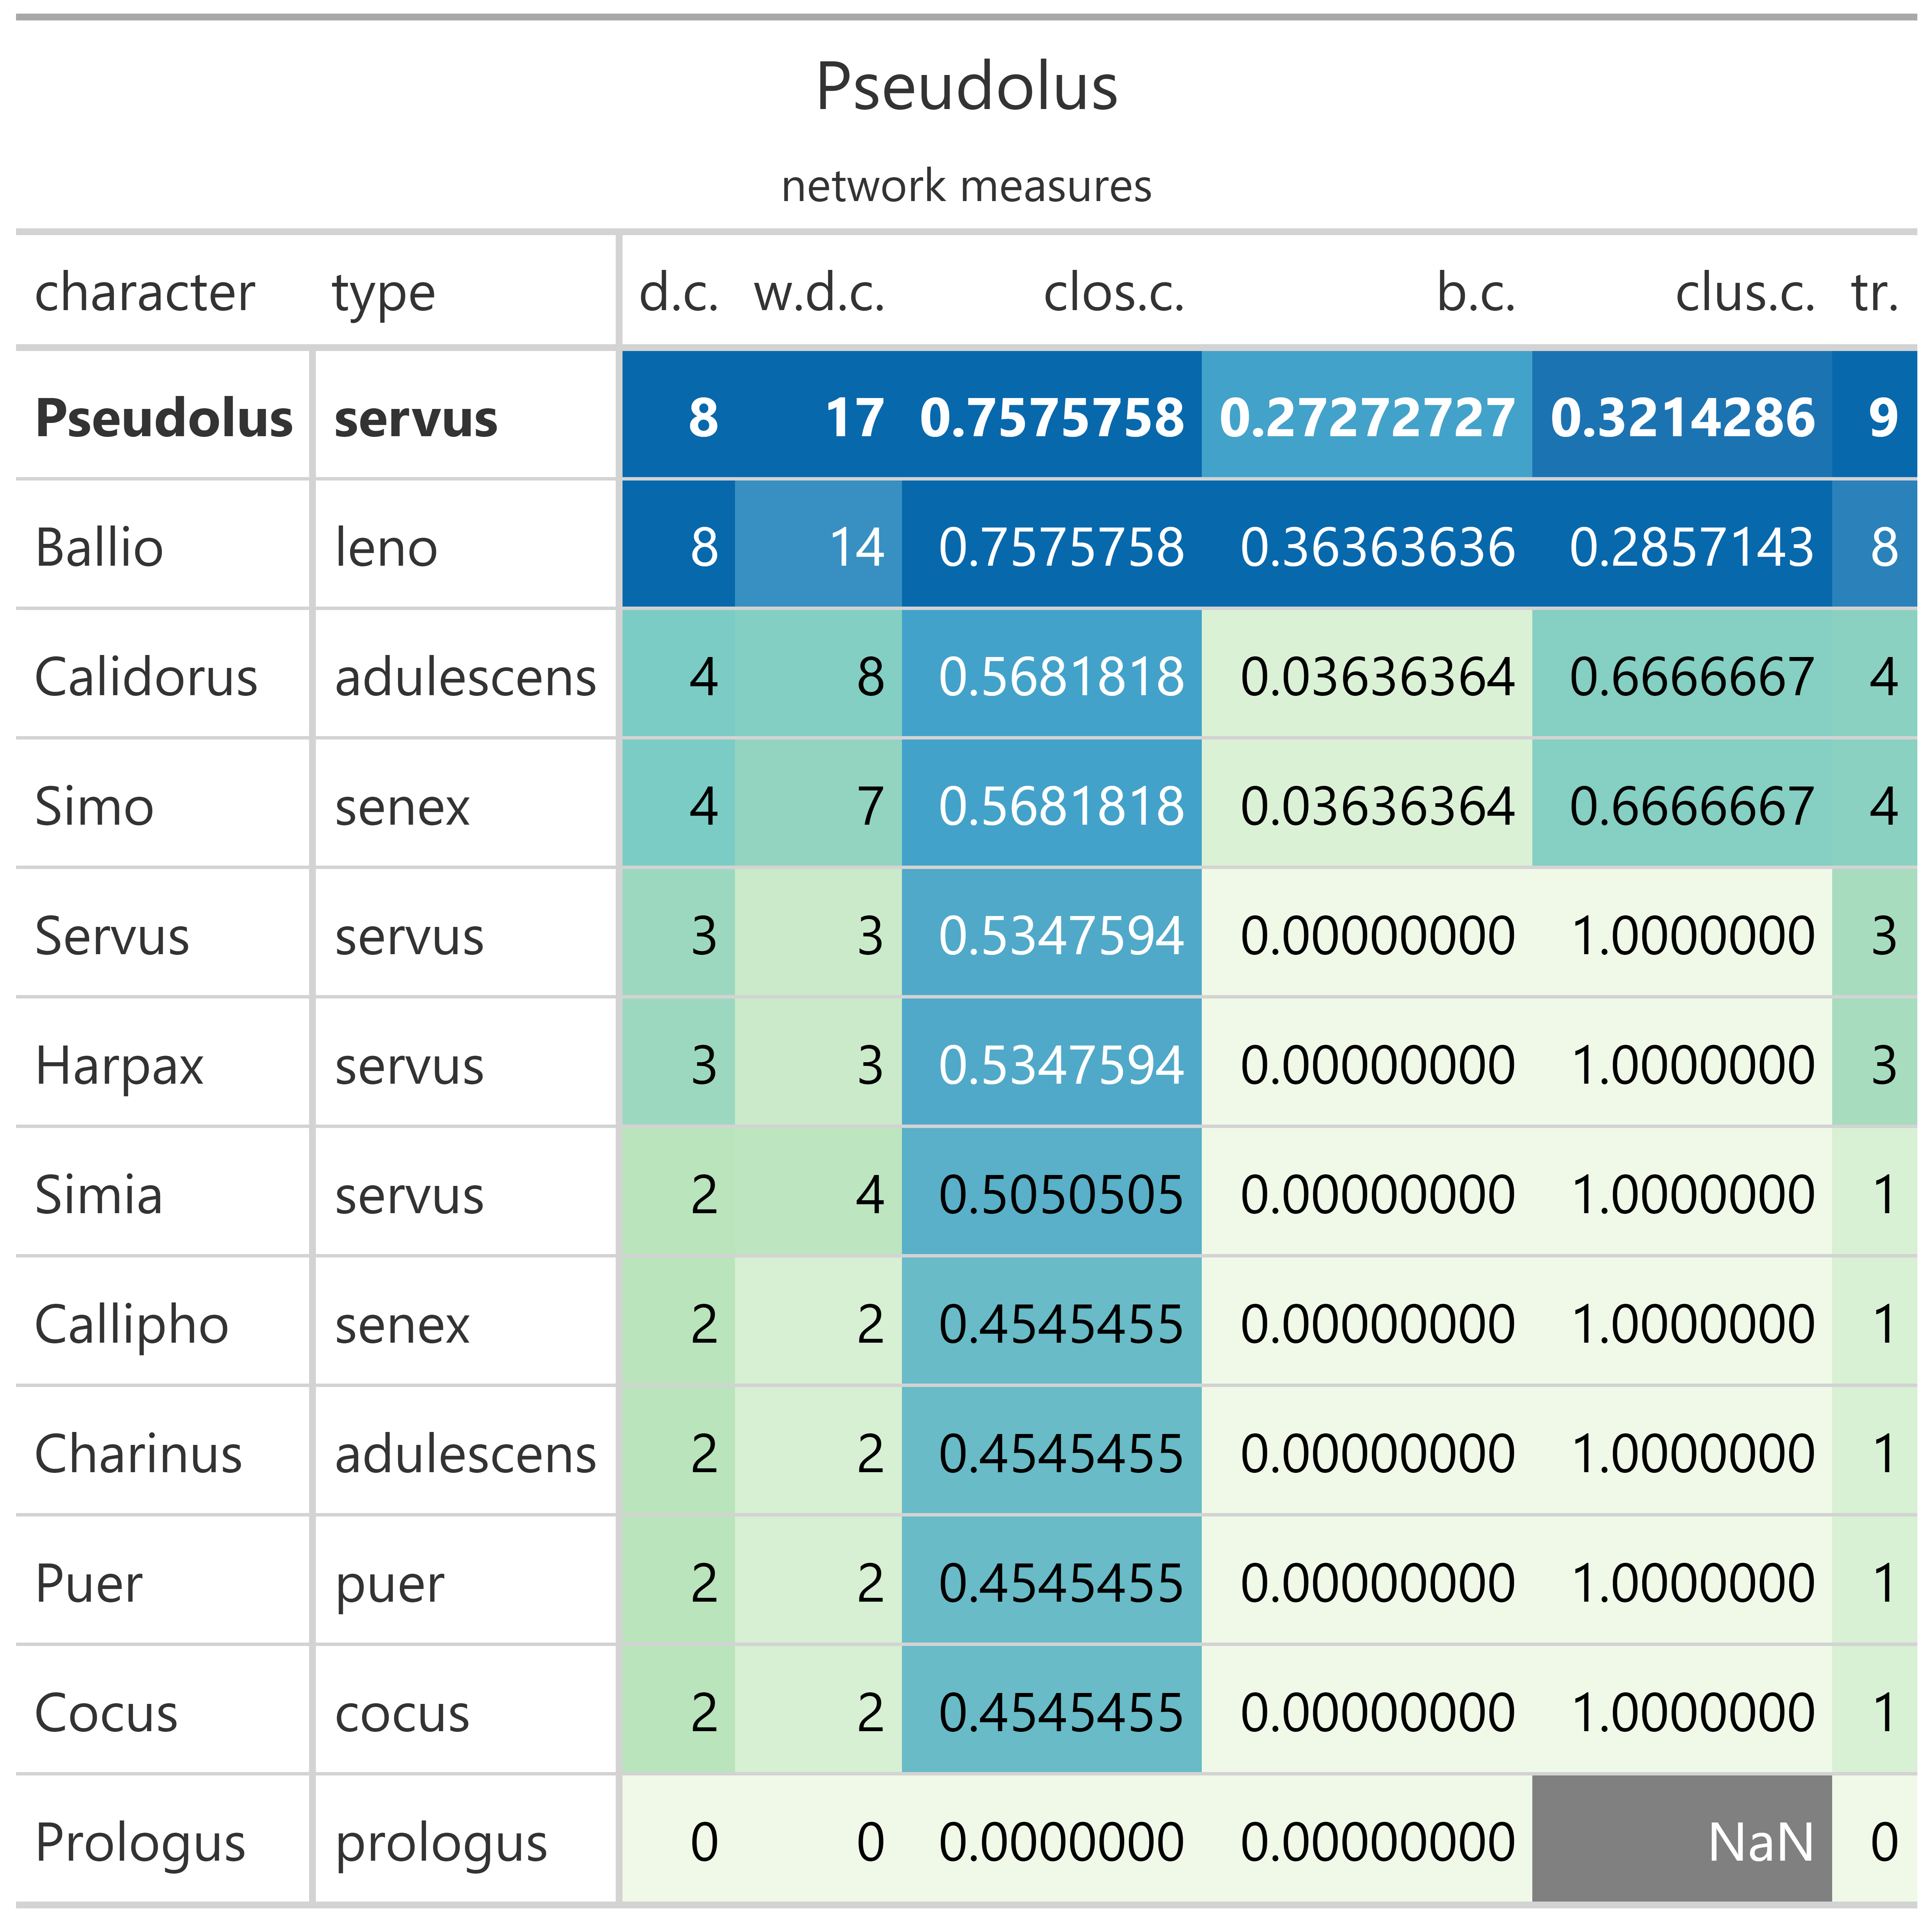 Pseudolus
network measures
character type d.c. w.d.c. clos.c. b.c. clus.c. tr.
Pseudolus servus 8 17 0.7575758 0.27272727 0.3214286 9
Ballio leno 8 14 0.7575758 0.36363636 0.2857143 8
Calidorus adulescens 4 8 0.5681818 0.03636364 0.6666667 4
Simo senex 4 7 0.5681818 0.03636364 0.6666667 4
Servus servus 3 3 0.5347594 0.00000000 1.0000000 3
Harpax servus 3 3 0.5347594 0.00000000 1.0000000 3
Simia servus 2 4 0.5050505 0.00000000 1.0000000 1
Callipho senex 2 2 0.4545455 0.00000000 1.0000000 1
Charinus adulescens 2 2 0.4545455 0.00000000 1.0000000 1
Puer puer 2 2 0.4545455 0.00000000 1.0000000 1
Cocus cocus 2 2 0.4545455 0.00000000 1.0000000 1
Prologus prologus 0 0 0.0000000 0.00000000 NaN 0